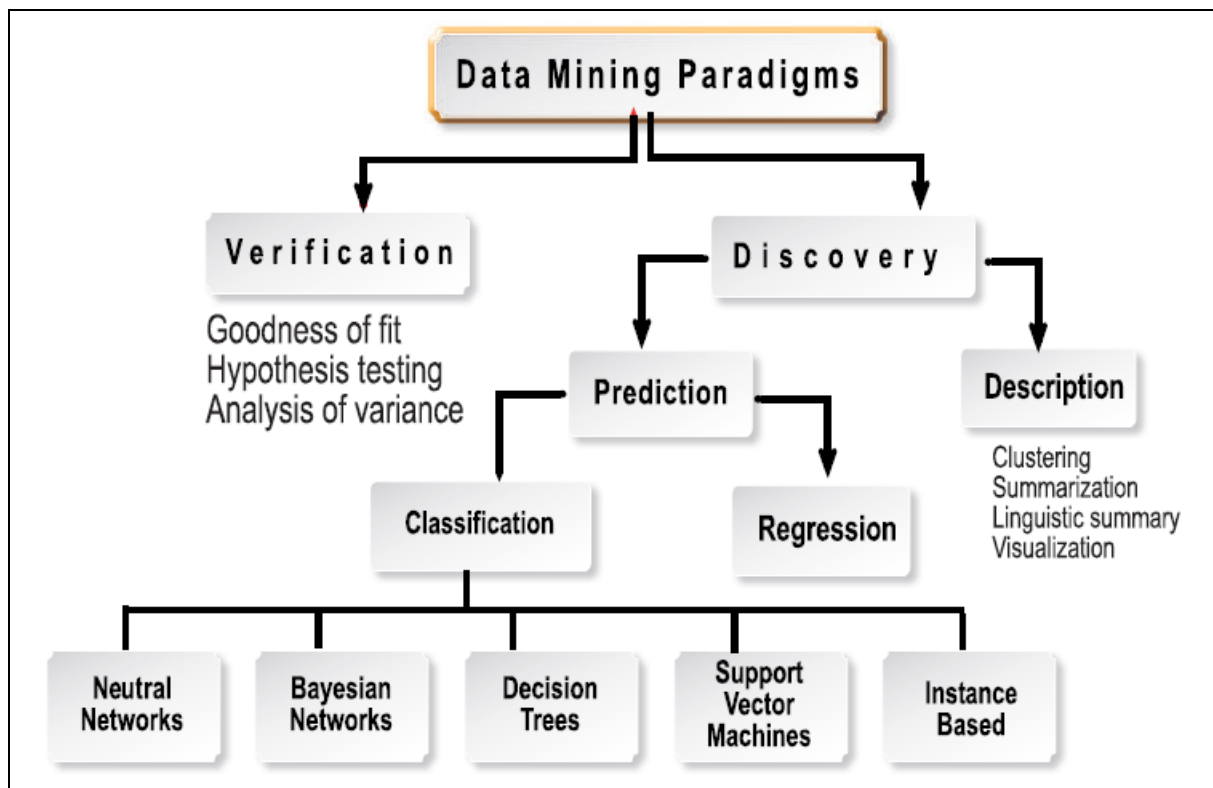 Data Mining Paradigms
Verification
Goodness of fit
Hypothesis testing
Analysis of variance
Discovery
Prediction
Description
Clustering
Summarization
Linguistic summary
Visualization
Classification
Regression
Neutral
Networks
Bayesian
Networks
Decision
Trees
Support
Vector
Machines
Instance
Based